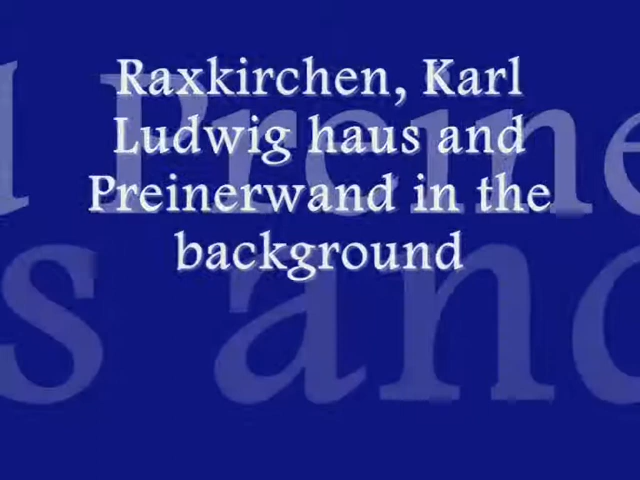 Raxkirchen, Karl
Ludwig haus and
Preinerwand in the
background